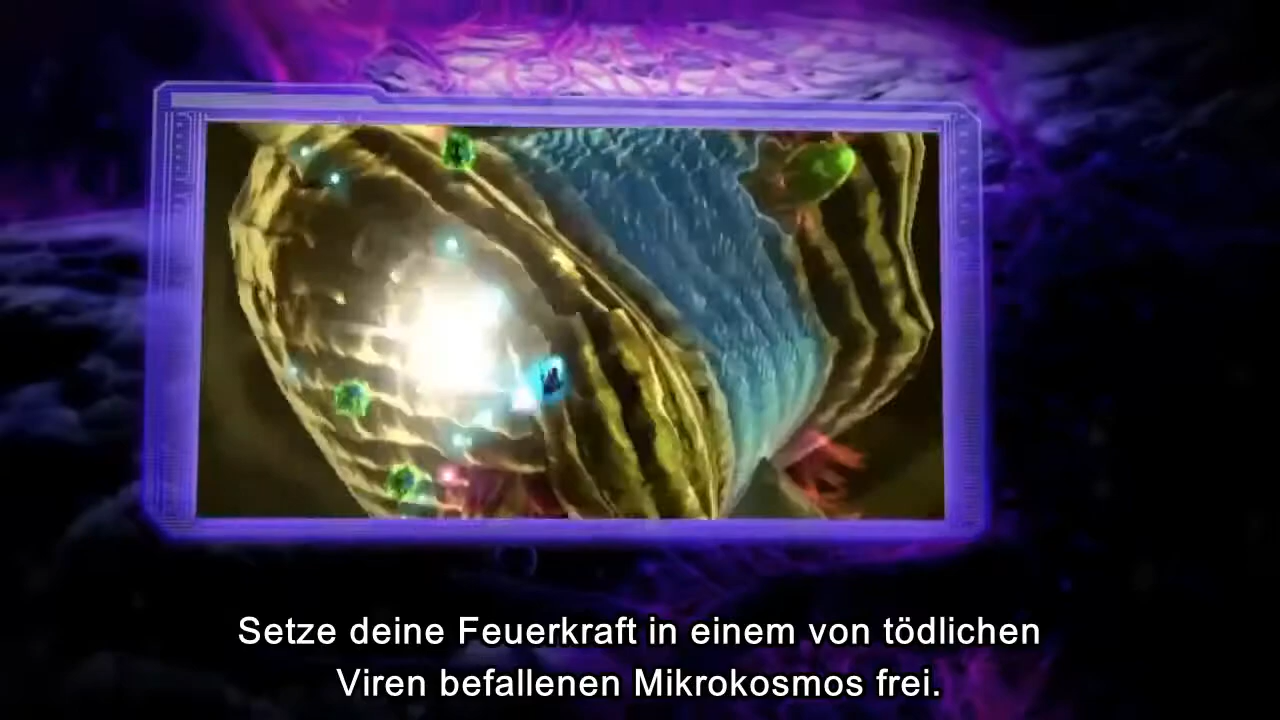 Setze deine Feuerkraft in einem von tödlichen
Viren befallenen Mikrokosmos frei.